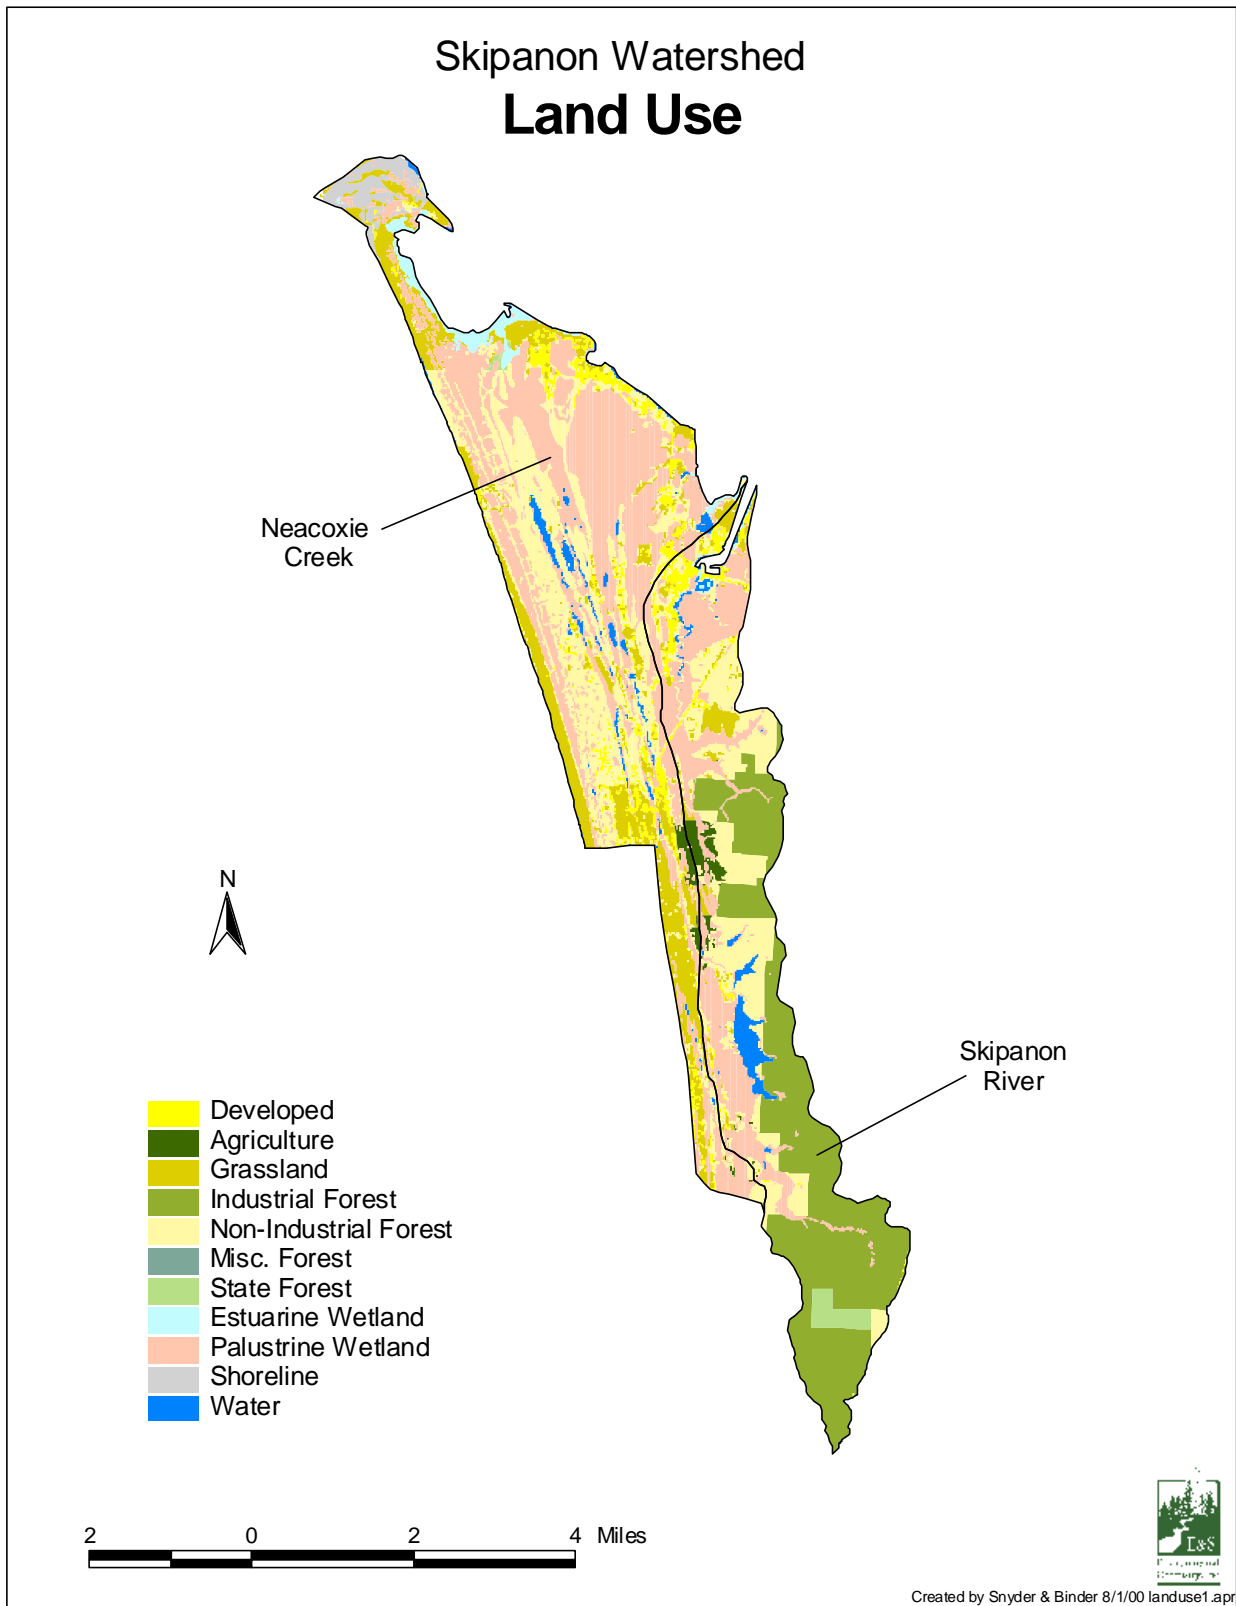 Skipanon Watershed
Land Use
Neacoxie
Creek
N
Skipanon
River
Developed
Agriculture
Grassland
Industrial Forest
Non-Industrial Forest
Misc. Forest
State Forest
Estuarine Wetland
Palustrine Wetland
Shoreline
Water
2 0 2 4 Miles
E&S
Created by Snyder & Binder 8/1/00 landuse1.apr